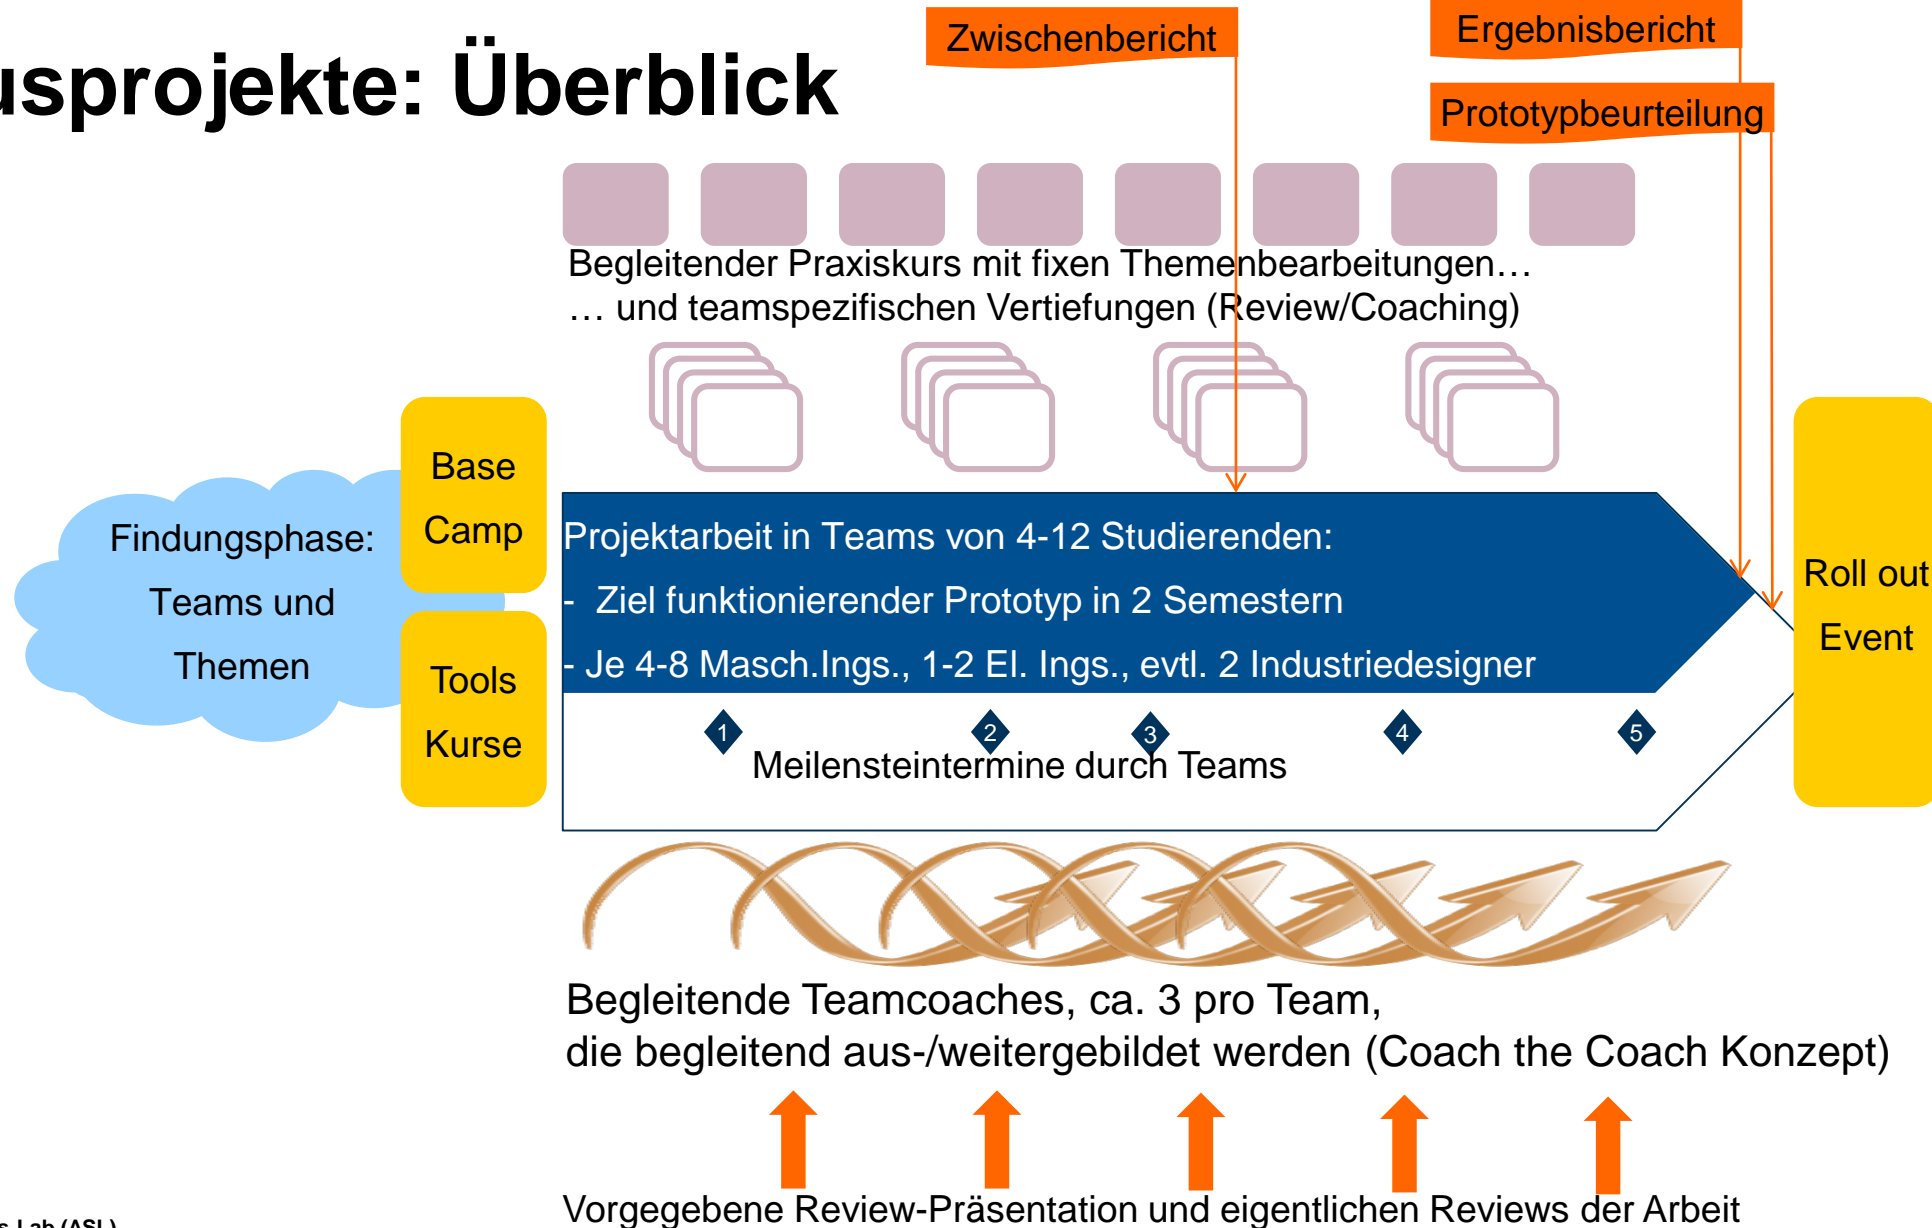 usprojekte: Überblick
Zwischenbericht
Ergebnisbericht
Prototypbeurteilung
Begleitender Praxiskurs mit fixen Themenbearbeitungen…
… und teamspezifischen Vertiefungen (Review/Coaching)
Findungsphase:
Teams und
Themen
Base
Camp
Tools
Kurse
Projektarbeit in Teams von 4-12 Studierenden:
- Ziel funktionierender Prototyp in 2 Semestern
- Je 4-8 Masch.Ings., 1-2 El. Ings., evtl. 2 Industriedesigner
1 2 3 4 5
Meilensteintermine durch Teams
Roll out
Event
Begleitende Teamcoaches, ca. 3 pro Team,
die begleitend aus-/weitergebildet werden (Coach the Coach Konzept)
Vorgegebene Review-Präsentation und eigentlichen Reviews der Arbeit
s Lab (ASL)